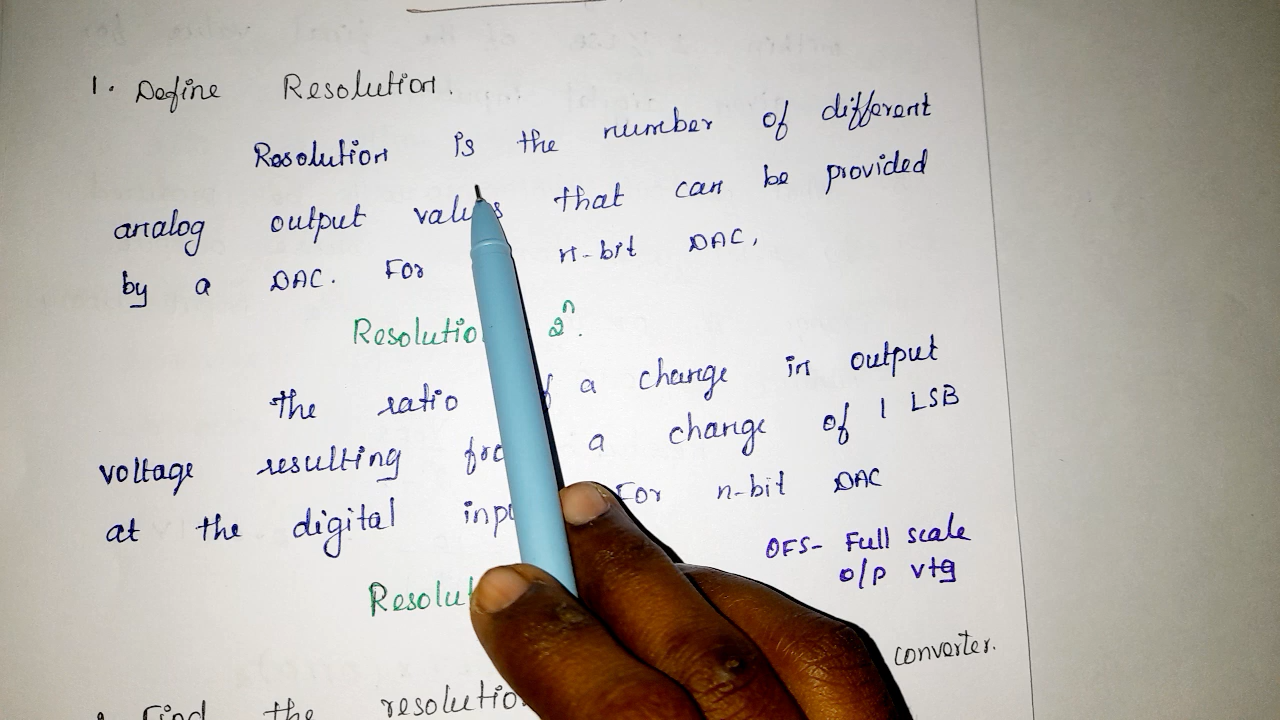 1. Define Resolution.
Resolution is the number of different
analog output values that can be provided
by a DAC. For n-bit DAC,
Resolutio 2ⁿ.
The ratio a change in output
voltage resulting fro a change of 1 LSB
at the digital inp For n-bit DAC
OFS- Full scale
o/p vtg
Resolut
converter.
Find the resolutio